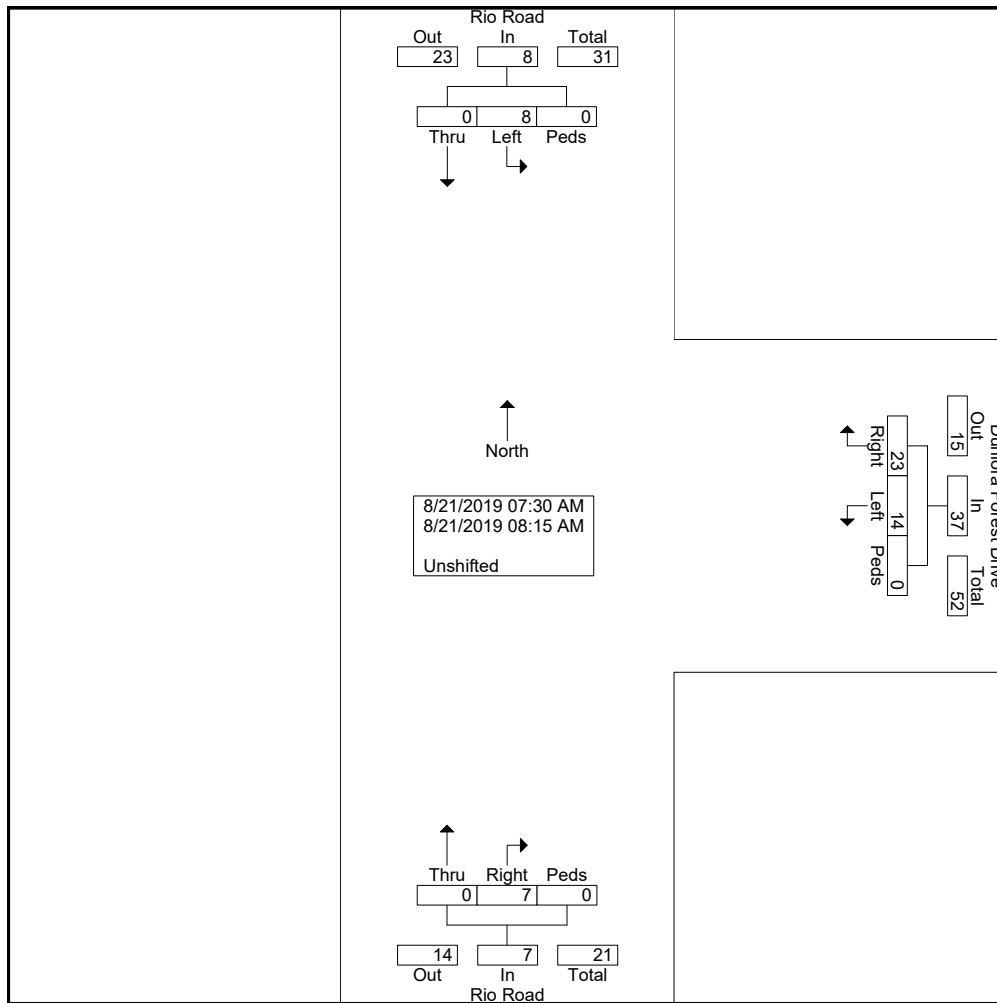 Rio Road
Out In Total
23 8 31
0 8 0
Thru Left Peds
North
8/21/2019 07:30 AM
8/21/2019 08:15 AM
Unshifted
Forest Drive
Out In Total
15 37 52
23 14 0
Right Left Peds
Thru Right Peds
0 7 0
14 7 21
Out In Total
Rio Road